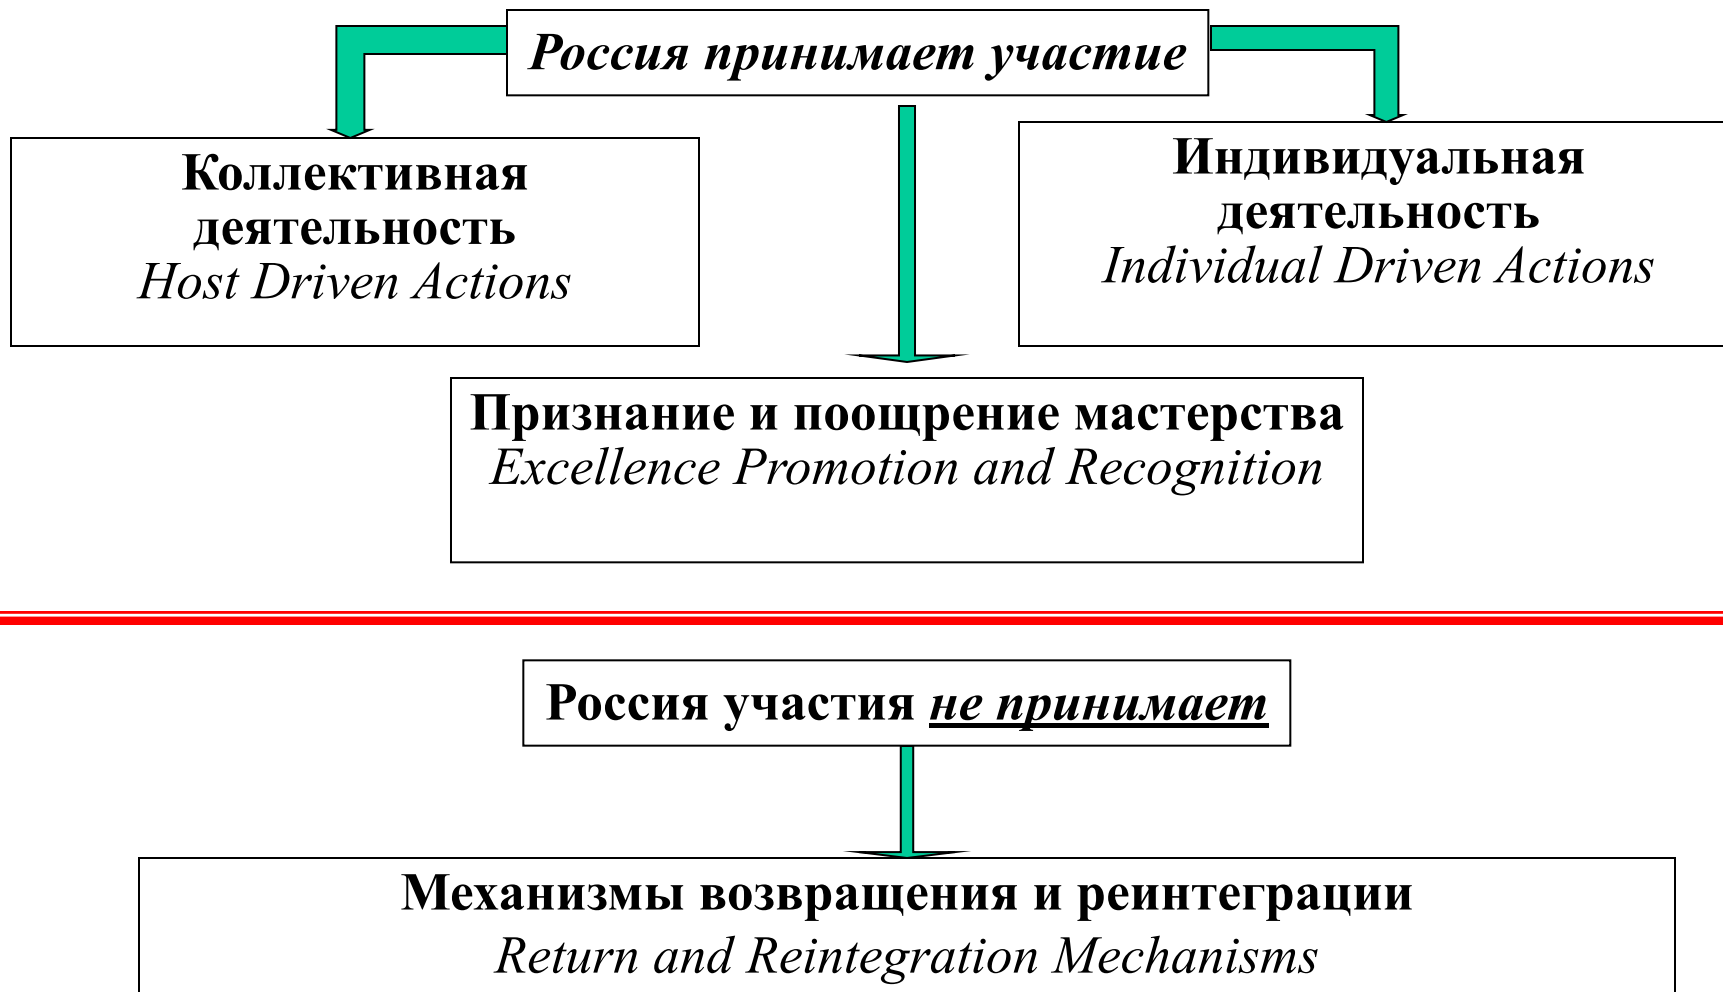 Россия принимает участие
Коллективная
деятельность
Host Driven Actions
Индивидуальная
деятельность
Individual Driven Actions
Признание и поощрение мастерства
Excellence Promotion and Recognition
Россия участия не принимает
Механизмы возвращения и реинтеграции
Return and Reintegration Mechanisms